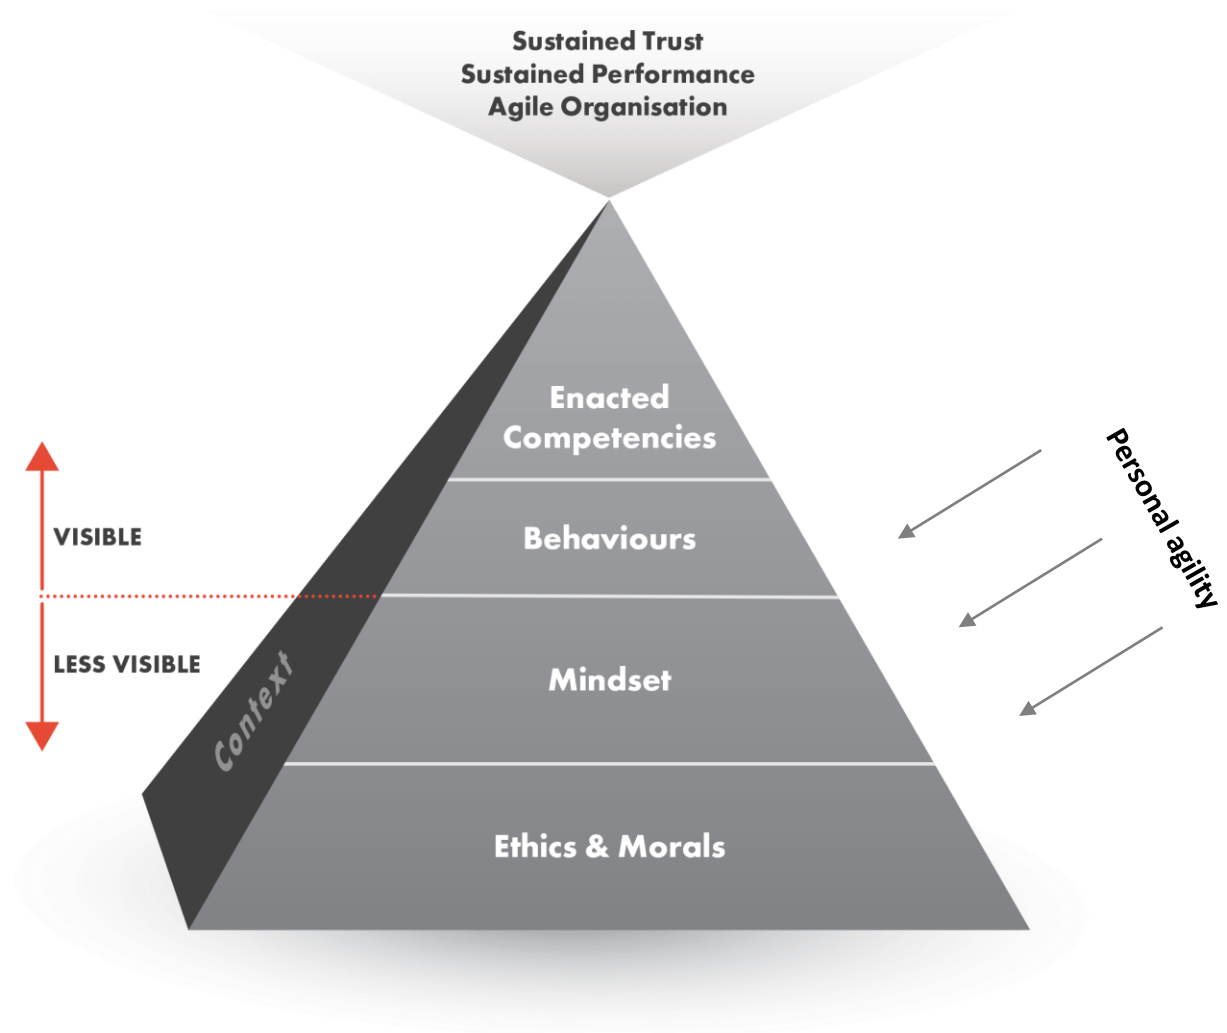 Sustained Trust
Sustained Performance
Agile Organisation
Enacted
Competencies
Behaviours
Mindset
Ethics & Morals
VISIBLE
LESS VISIBLE
Context
Personal agility